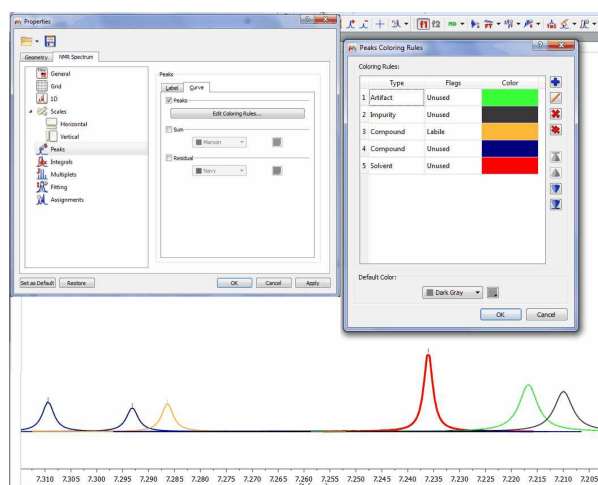 Properties
Geometry NMR Spectrum
General
Grid
1D
Scales
Horizontal
Vertical
Peaks
Integrals
Multiplets
Fitting
Assignments
Peaks
Label Curve
Peaks
Edit Coloring Rules...
Sum
Maroon
Residual
Navy
Set as Default Restore OK Cancel Apply
f1 f2
Peaks Coloring Rules
Coloring Rules:
Type Flags Color
1 Artifact Unused
2 Impurity Unused
3 Compound Labile
4 Compound Unused
5 Solvent Unused
Default Color:
Dark Gray
OK Cancel
7.310 7.305 7.300 7.295 7.290 7.285 7.280 7.275 7.270 7.265 7.260 7.255 7.250 7.245 7.240 7.235 7.230 7.225 7.220 7.215 7.210 7.205